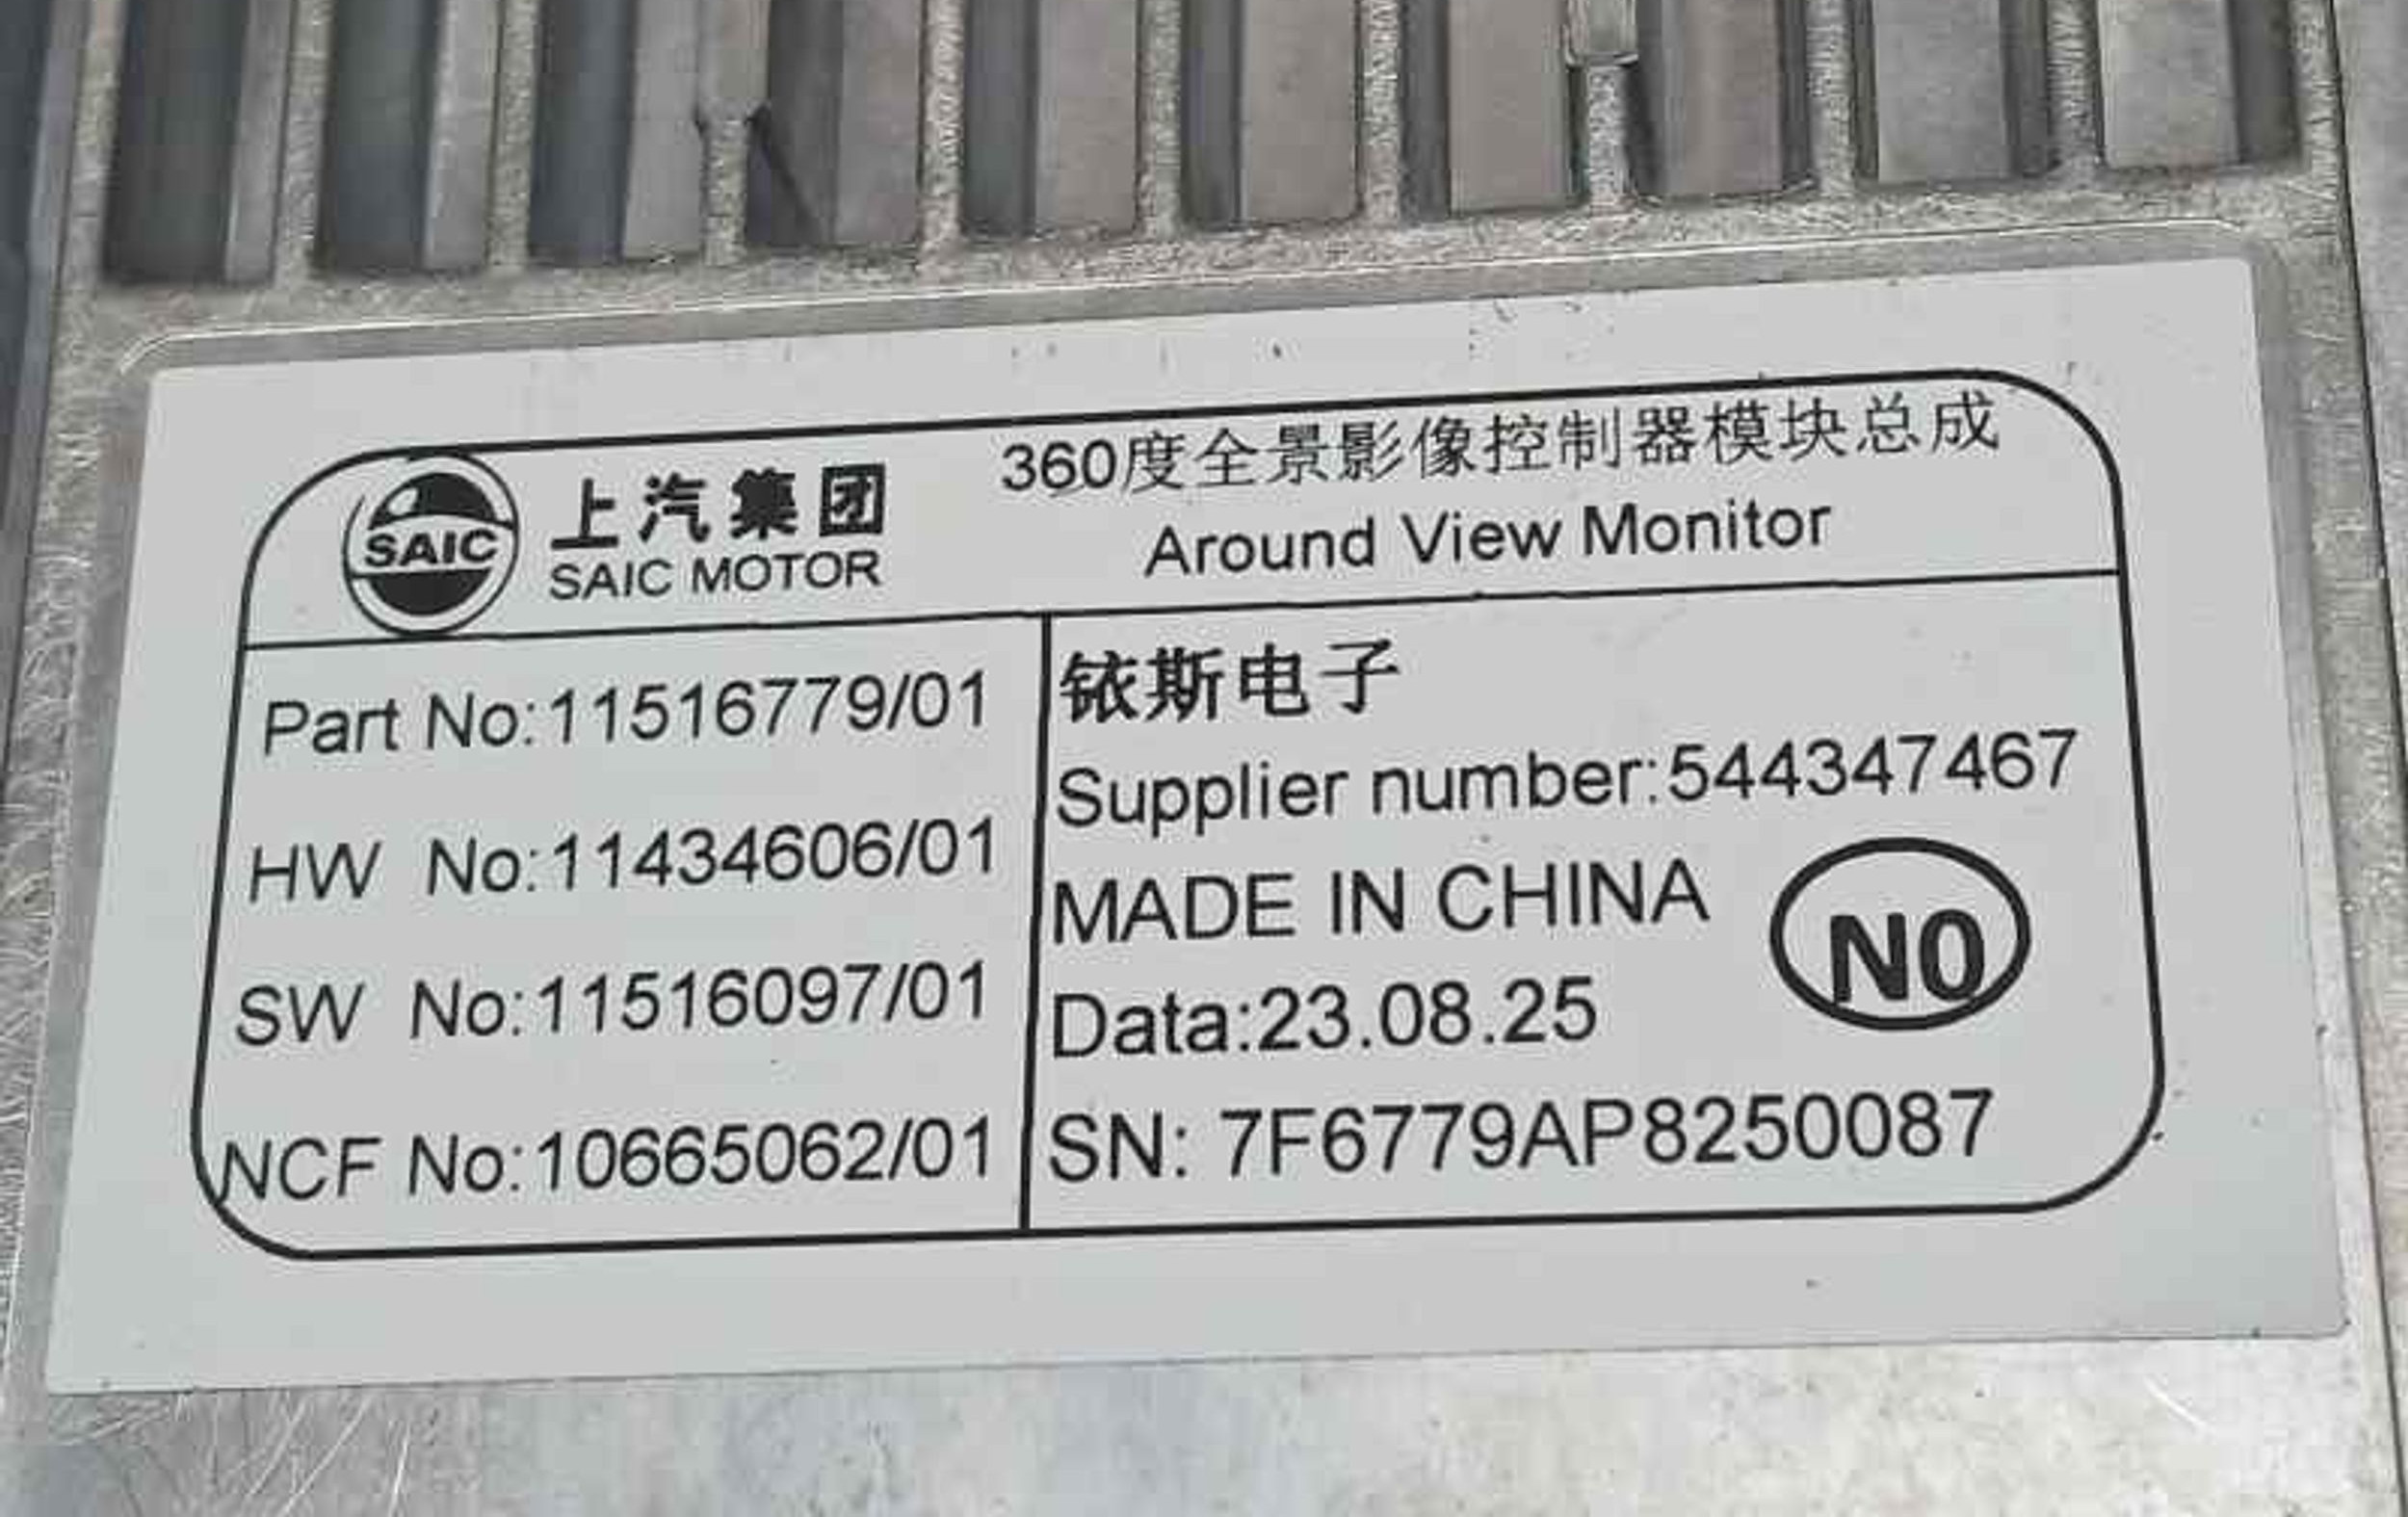 SAIC
上汽集团
SAIC MOTOR
360度全景影像控制器模块总成
Around View Monitor
Part No:11516779/01
HW No:11434606/01
SW No:11516097/01
NCF No:10665062/01
铱斯电子
Supplier number:544347467
MADE IN CHINA
N0
Data:23.08.25
SN: 7F6779AP8250087